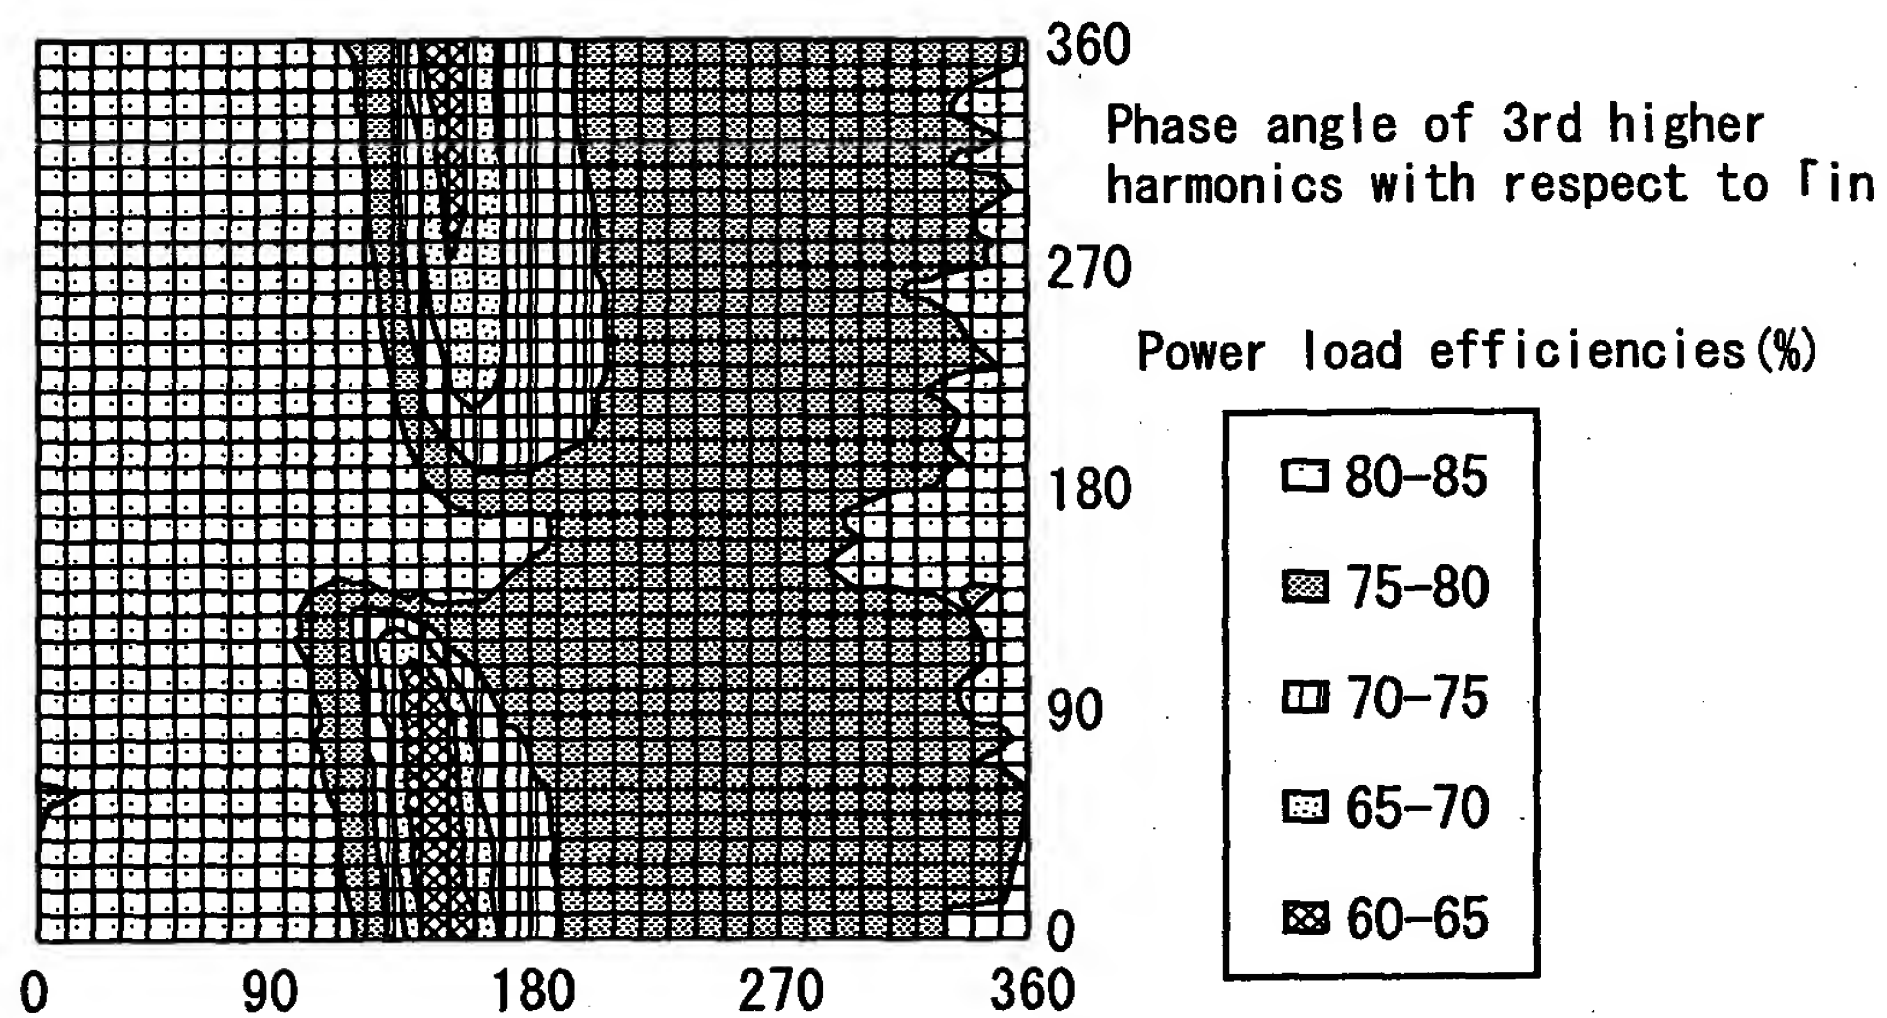 360
Phase angle of 3rd higher
harmonics with respect to Γin
270
Power load efficiencies(%)
180
80-85
75-80
90
70-75
65-70
0
60-65
0 90 180 270 360